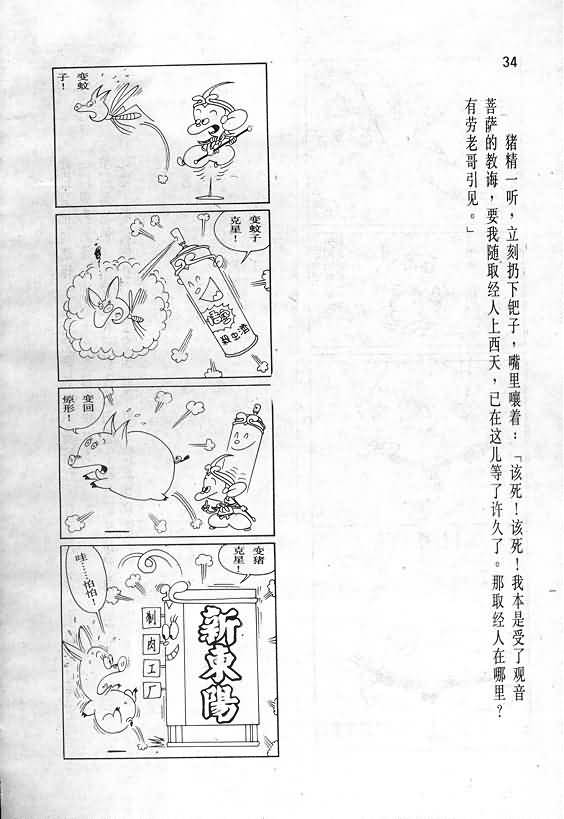 34
猪精一听，立刻扔下钯子，嘴里嚷着：「该死！该死！我本是受了观音
菩萨的教诲，要我随取经人上西天，已在这儿等了许久了。那取经人在哪里？
有劳老哥引见。」
变蚊
子！
变蚊子
克星！
悟空
殺虫液
变回
原形！
变猪
克星！
哇……怕怕！
新東陽
制肉工厂